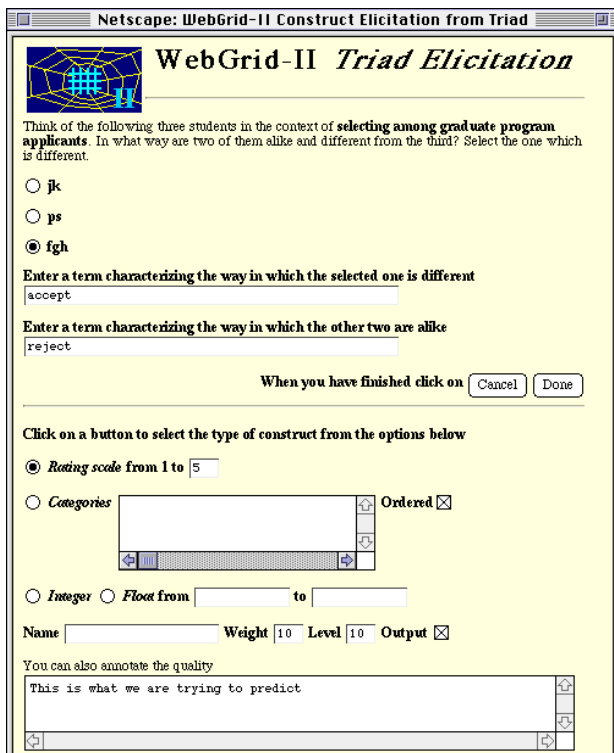 Netscape: WebGrid-II Construct Elicitation from Triad
WebGrid-II Triad Elicitation
II
Think of the following three students in the context of selecting among graduate program
applicants. In what way are two of them alike and different from the third? Select the one which
is different.
jk
ps
fgh
Enter a term characterizing the way in which the selected one is different
accept
Enter a term characterizing the way in which the other two are alike
reject
When you have finished click on Cancel Done
Click on a button to select the type of construct from the options below
Rating scale from 1 to 5
Categories Ordered
Integer Float from to
Name Weight 10 Level 10 Output
You can also annotate the quality
This is what we are trying to predict